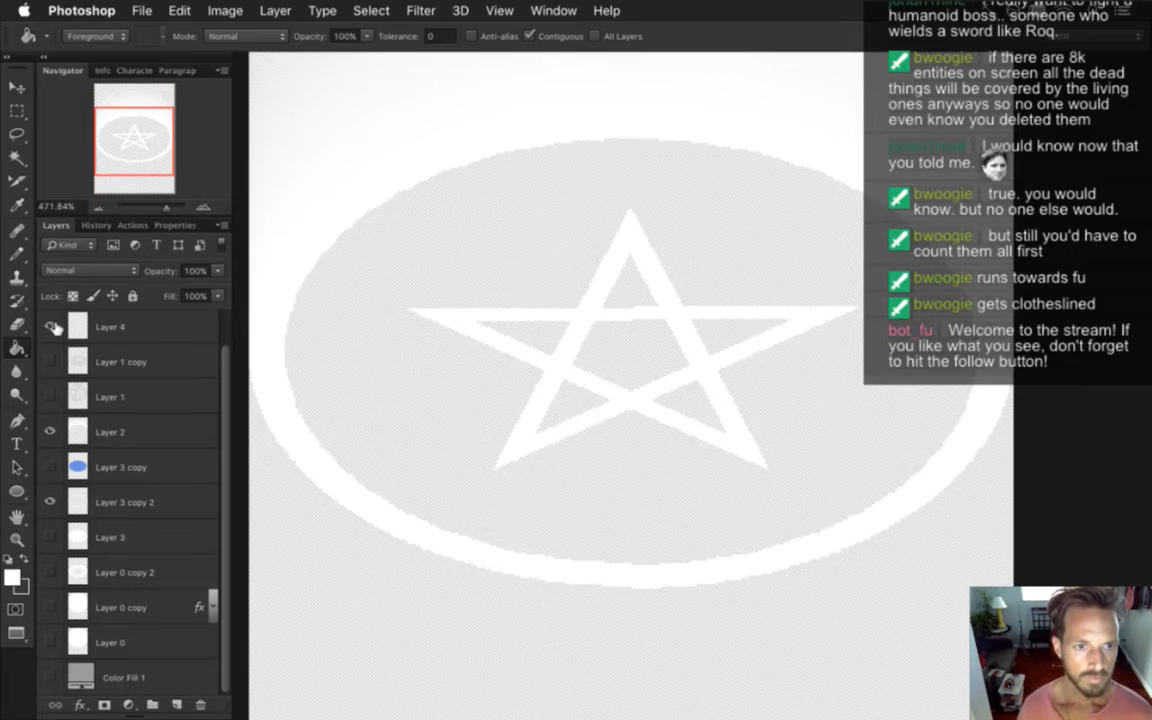 Photoshop File Edit Image Layer Type Select Filter 3D View Window Help
Foreground Mode: Normal Opacity: 100% Tolerance: 0 Anti-alias Contiguous All Layers
Navigator Info Characte Paragrap
471.84%
Layers History Actions Properties
Kind
Normal Opacity: 100%
Lock: Fill: 100%
Layer 4
Layer 1 copy
Layer 1
Layer 2
Layer 3 copy
Layer 3 copy 2
Layer 3
Layer 0 copy 2
Layer 0 copy fx
Layer 0
Color Fill 1
fx
humanoid boss.. someone who
wields a sword like Roq.
bwoogie if there are 8k
entities on screen all the dead
things will be covered by the living
ones anyways so no one would
even know you deleted them
I would know now that
you told me.
bwoogie true. you would
know. but no one else would.
bwoogie but still you'd have to
count them all first
bwoogie runs towards fu
bwoogie gets clotheslined
bot_fu Welcome to the stream! If
you like what you see, don't forget
to hit the follow button!